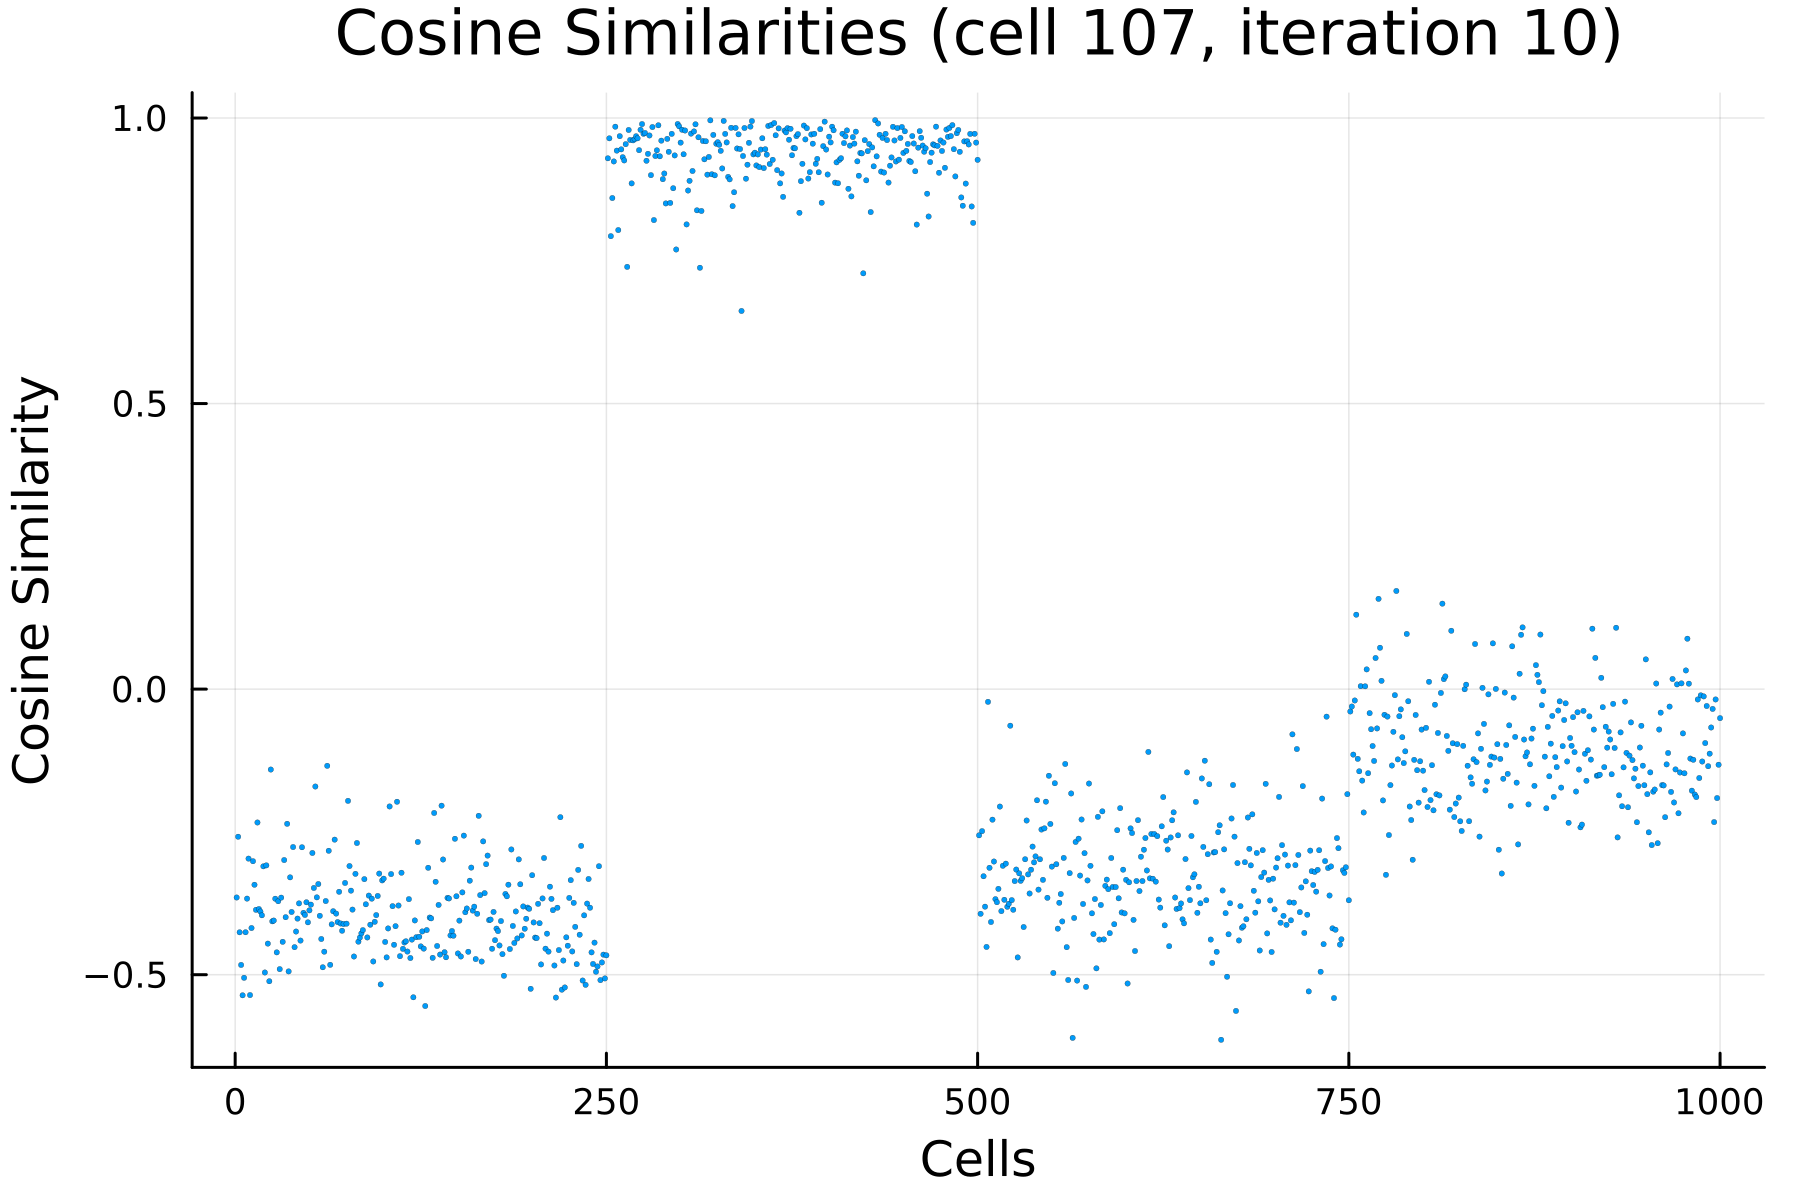 Cosine Similarities (cell 107, iteration 10)
1.0
0.5
0.0
−0.5
Cosine Similarity
0 250 500 750 1000
Cells